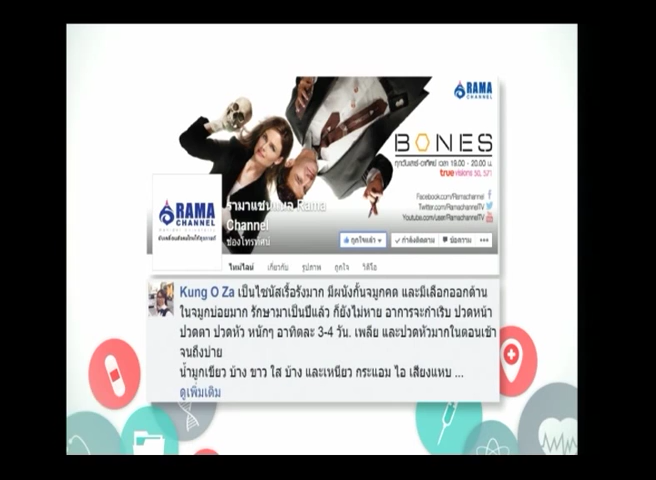 RAMA
CHANNEL
BONES
ทุกวันเสาร์-อาทิตย์ เวลา 19.00 - 20.00 น.
truevisions 50, 571
Facebook.com/Ramachannel
Twitter.com/RamachannelTV
Youtube.com/user/RamachannelTV
RAMA
CHANNEL
รามาแชนแนล Rama
Channel
ช่องโทรทัศน์
ถูกใจแล้ว
กำลังติดตาม
ข้อความ
ไทม์ไลน์ เกี่ยวกับ รูปภาพ ถูกใจ วิดีโอ
Kung O Za เป็นไซนัสเรื้อรังมาก มีผนังกั้นจมูกคด และมีเลือกออกด้าน
ในจมูกบ่อยมาก รักษามาเป็นปีแล้ว ก็ยังไม่หาย อาการจะกำเริบ ปวดหน้า
ปวดตา ปวดหัว หนักๆ อาทิตละ 3-4 วัน. เพลีย และปวดหัวมากในตอนเช้า
จนถึงบ่าย
น้ำมูกเขียว บ้าง ขาว ใส บ้าง และเหนียว กระแอม ไอ เสียงแหบ ...
ดูเพิ่มเติม